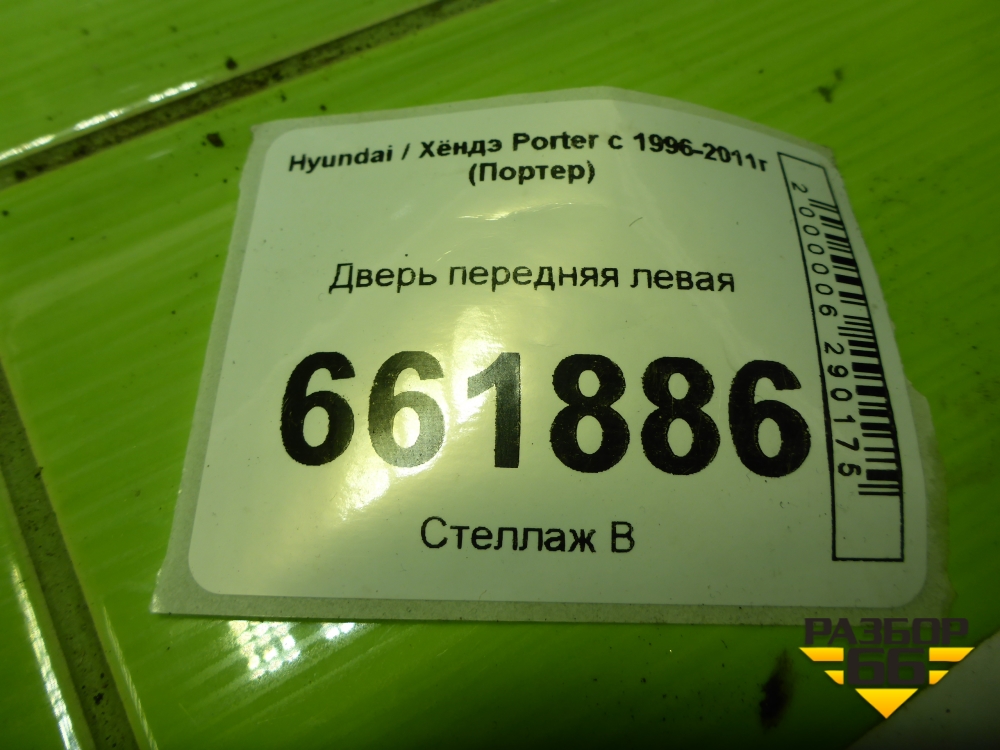 Hyundai / Хёндэ Porter с 1996-2011г
(Портер)
Дверь передняя левая
661886
Стеллаж В
2000006290175
РАЗБОР
66